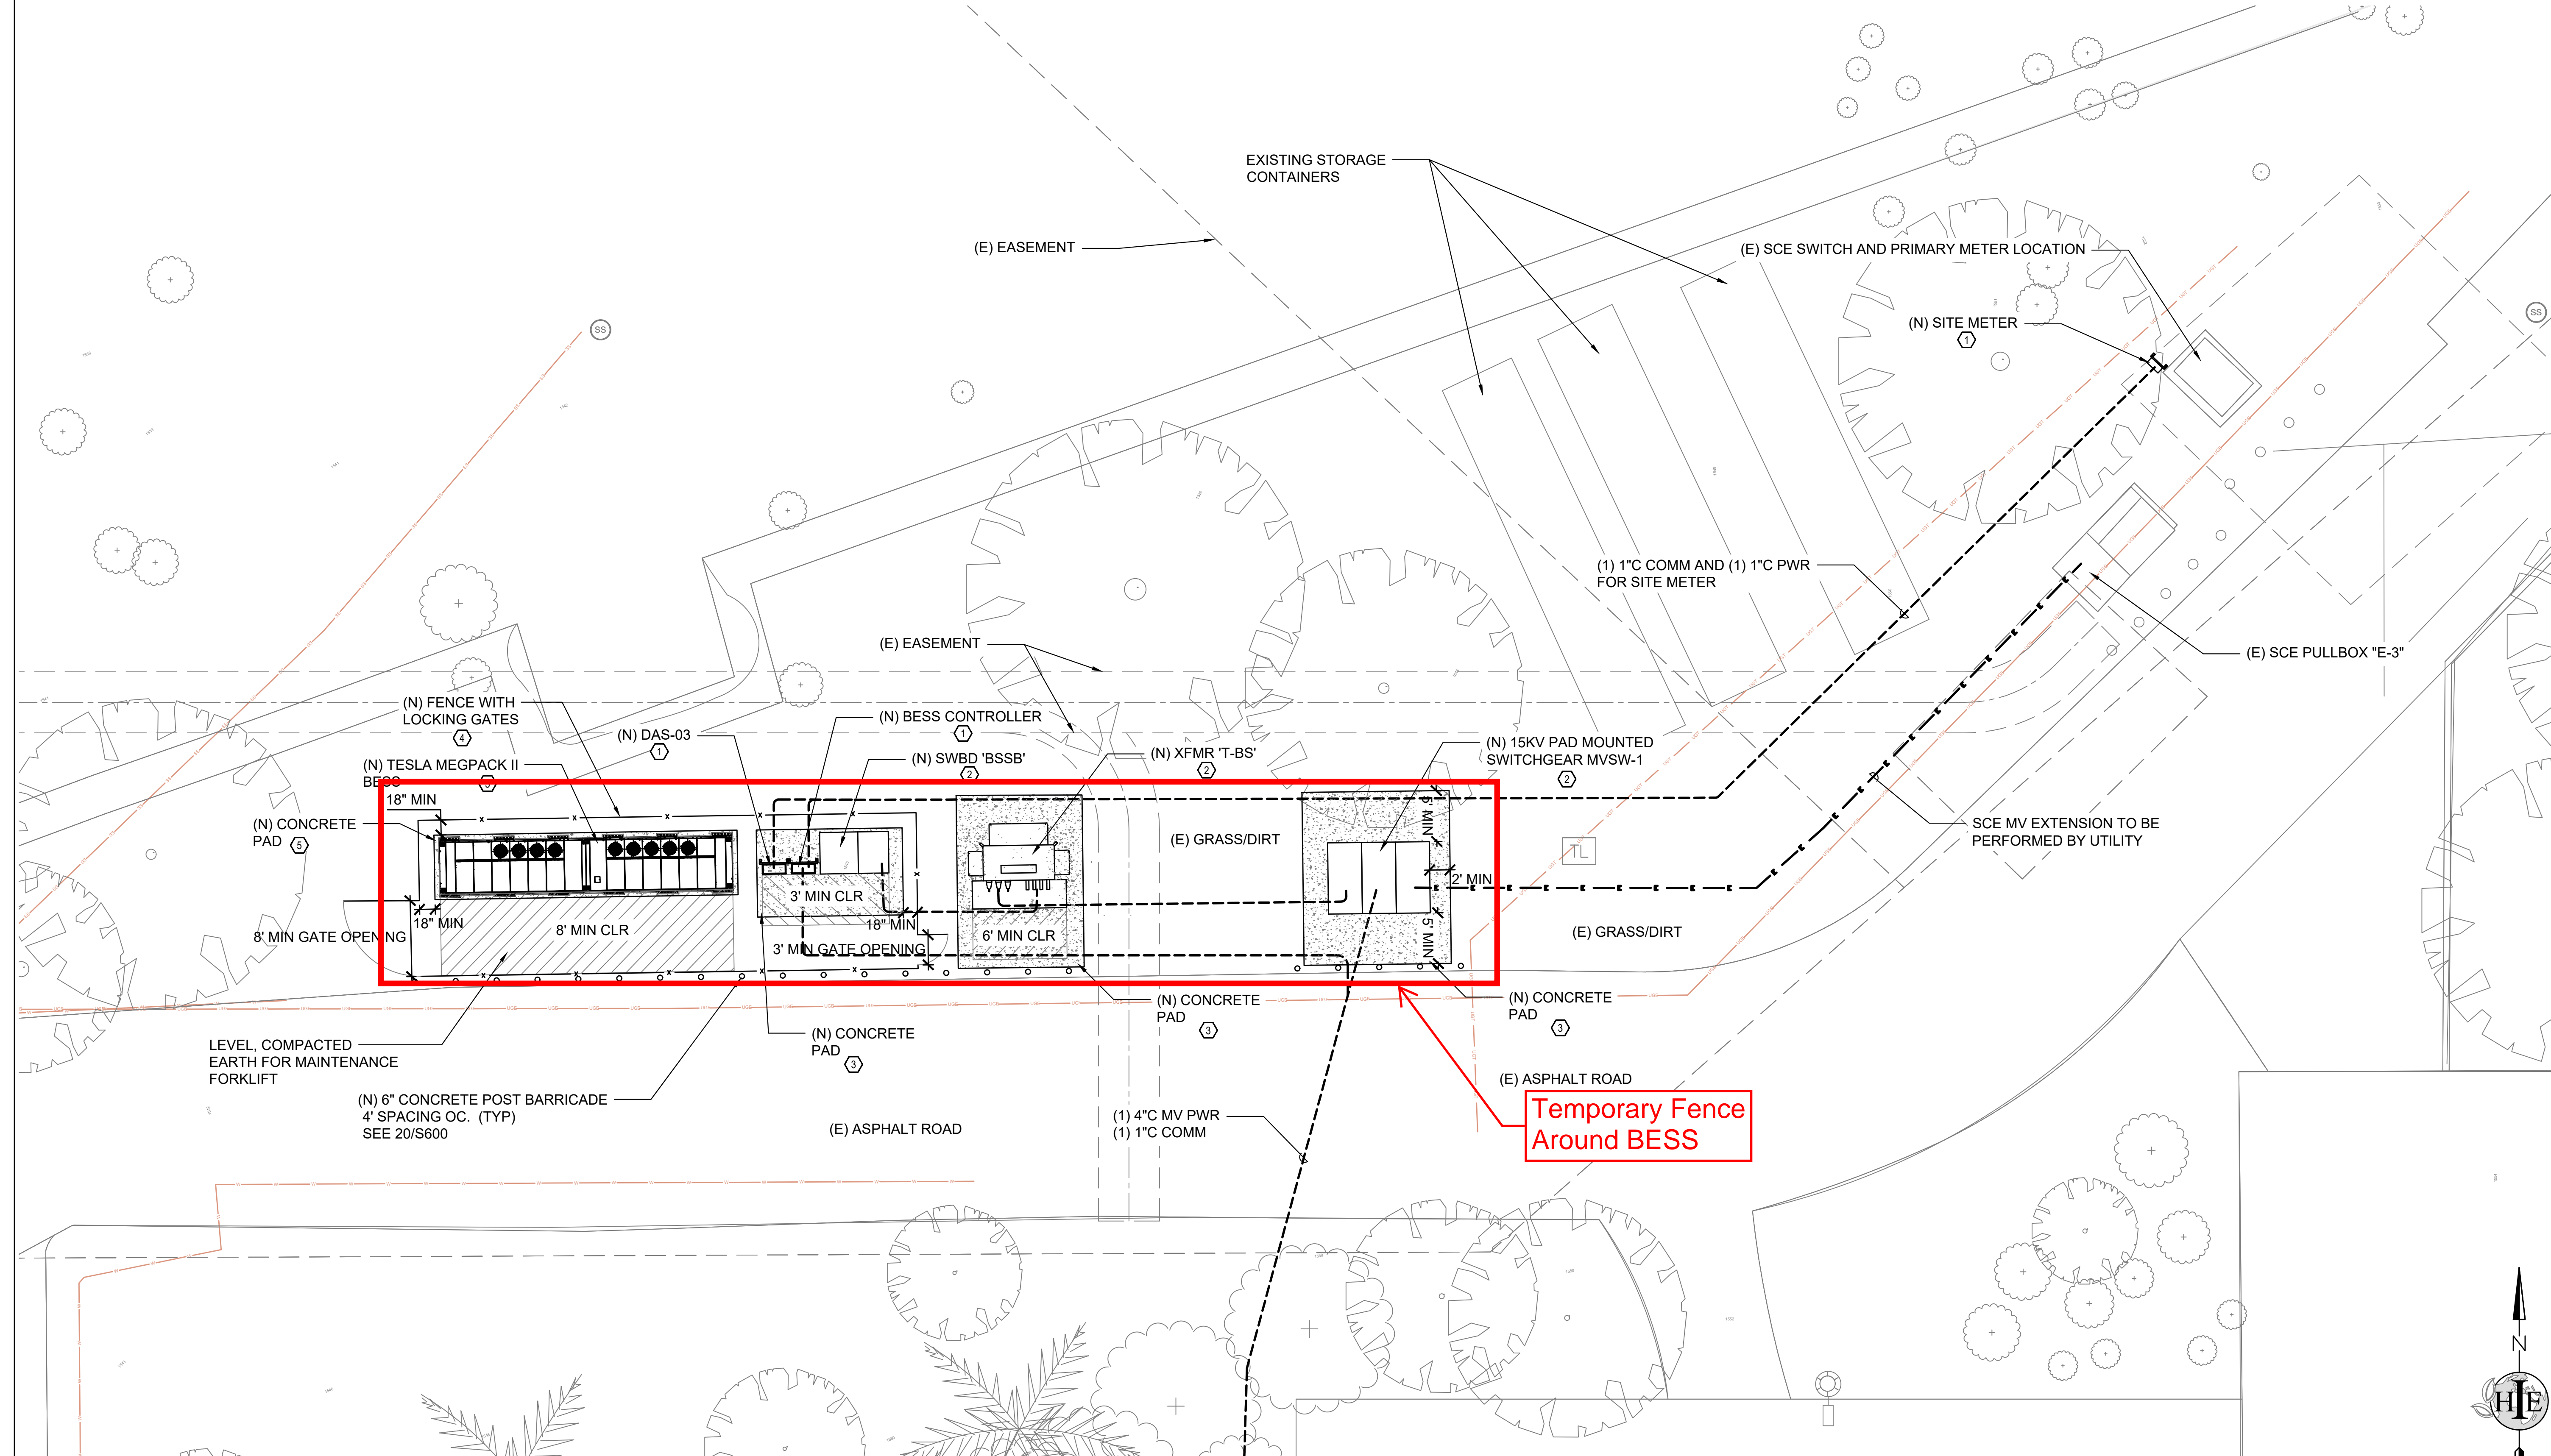 EXISTING STORAGE
CONTAINERS
(E) EASEMENT
(E) SCE SWITCH AND PRIMARY METER LOCATION
(N) SITE METER
1
SS
SS
(1) 1"C COMM AND (1) 1"C PWR
FOR SITE METER
(E) EASEMENT
(E) SCE PULLBOX "E-3"
(N) FENCE WITH
LOCKING GATES
4
(N) DAS-03
1
(N) BESS CONTROLLER
1
(N) SWBD 'BSSB'
2
(N) XFMR 'T-BS'
2
(N) 15KV PAD MOUNTED
SWITCHGEAR MVSW-1
2
(N) TESLA MEGPACK II
BESS
18" MIN
(N) CONCRETE
PAD
5
5' MIN
(E) GRASS/DIRT
TL
SCE MV EXTENSION TO BE
PERFORMED BY UTILITY
2' MIN
3' MIN CLR
18" MIN
18" MIN
8' MIN GATE OPENING
8' MIN CLR
3' MIN GATE OPENING
6' MIN CLR
5' MIN
(E) GRASS/DIRT
(N) CONCRETE
PAD
3
(N) CONCRETE
PAD
3
(N) CONCRETE
PAD
3
LEVEL, COMPACTED
EARTH FOR MAINTENANCE
FORKLIFT
(N) 6" CONCRETE POST BARRICADE
4' SPACING OC. (TYP)
SEE 20/S600
(E) ASPHALT ROAD
(1) 4"C MV PWR
(1) 1"C COMM
(E) ASPHALT ROAD
Temporary Fence
Around BESS
N
HIE